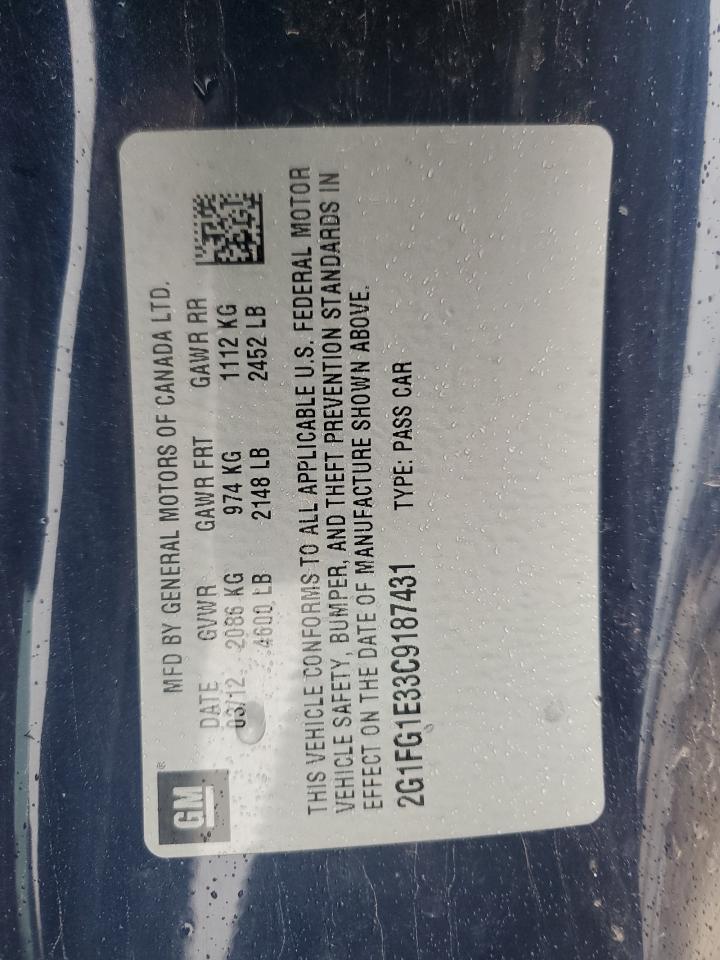 GM®
MFD BY GENERAL MOTORS OF CANADA LTD.
DATE GVWR GAWR FRT GAWR RR
03/12 2086 KG 974 KG 1112 KG
4600 LB 2148 LB 2452 LB
THIS VEHICLE CONFORMS TO ALL APPLICABLE U.S. FEDERAL MOTOR
VEHICLE SAFETY, BUMPER, AND THEFT PREVENTION STANDARDS IN
EFFECT ON THE DATE OF MANUFACTURE SHOWN ABOVE.
2G1FG1E33C9187431 TYPE: PASS CAR